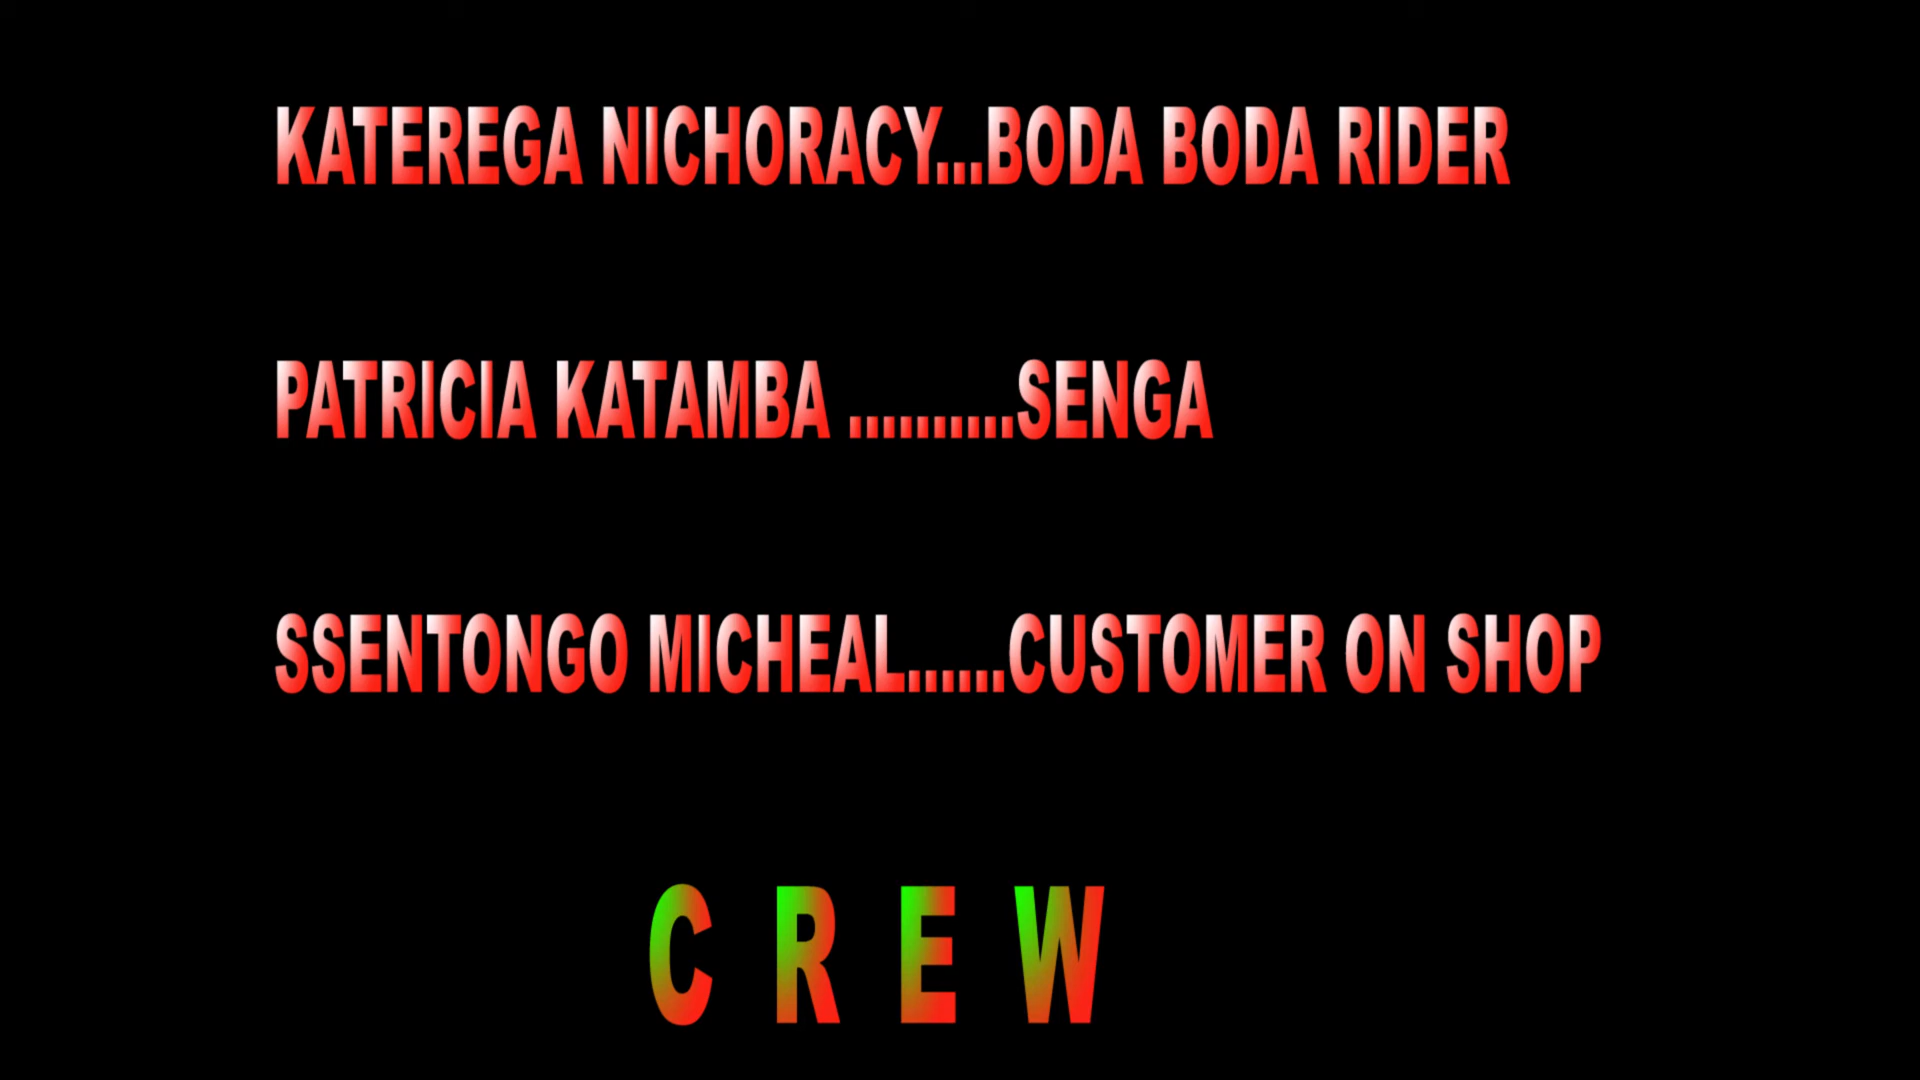 KATEREGA NICHORACY...BODA BODA RIDER
PATRICIA KATAMBA ..........SENGA
SSENTONGO MICHEAL......CUSTOMER ON SHOP
C R E W